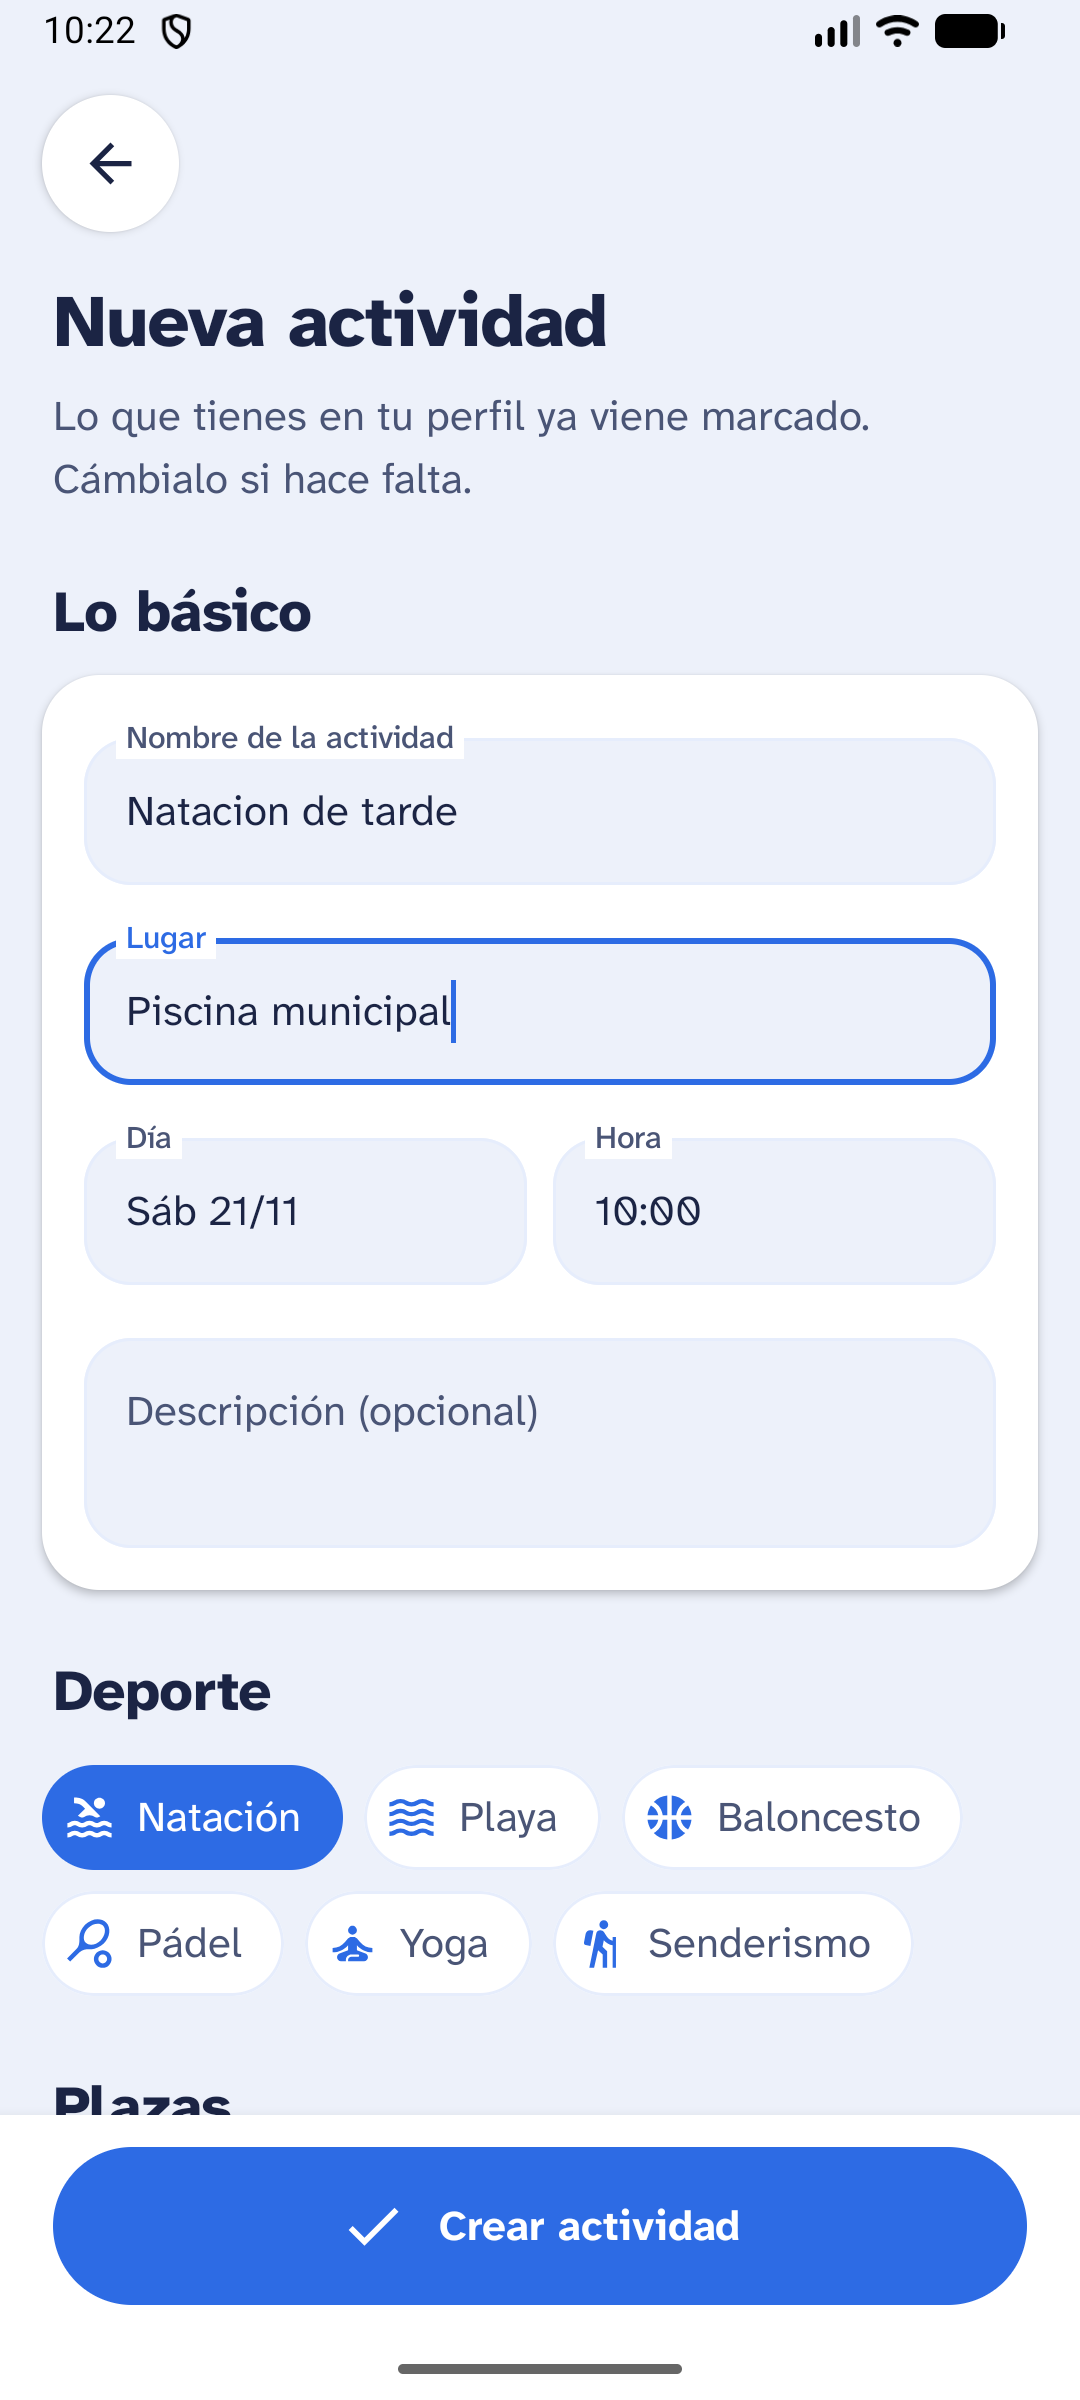 10:22
Nueva actividad
Lo que tienes en tu perfil ya viene marcado.
Cámbialo si hace falta.
Lo básico
Nombre de la actividad
Natacion de tarde
Lugar
Piscina municipal
Día
Hora
Sáb 21/11
10:00
Descripción (opcional)
Deporte
Natación
Playa
Baloncesto
Pádel
Yoga
Senderismo
Plazas
Crear actividad